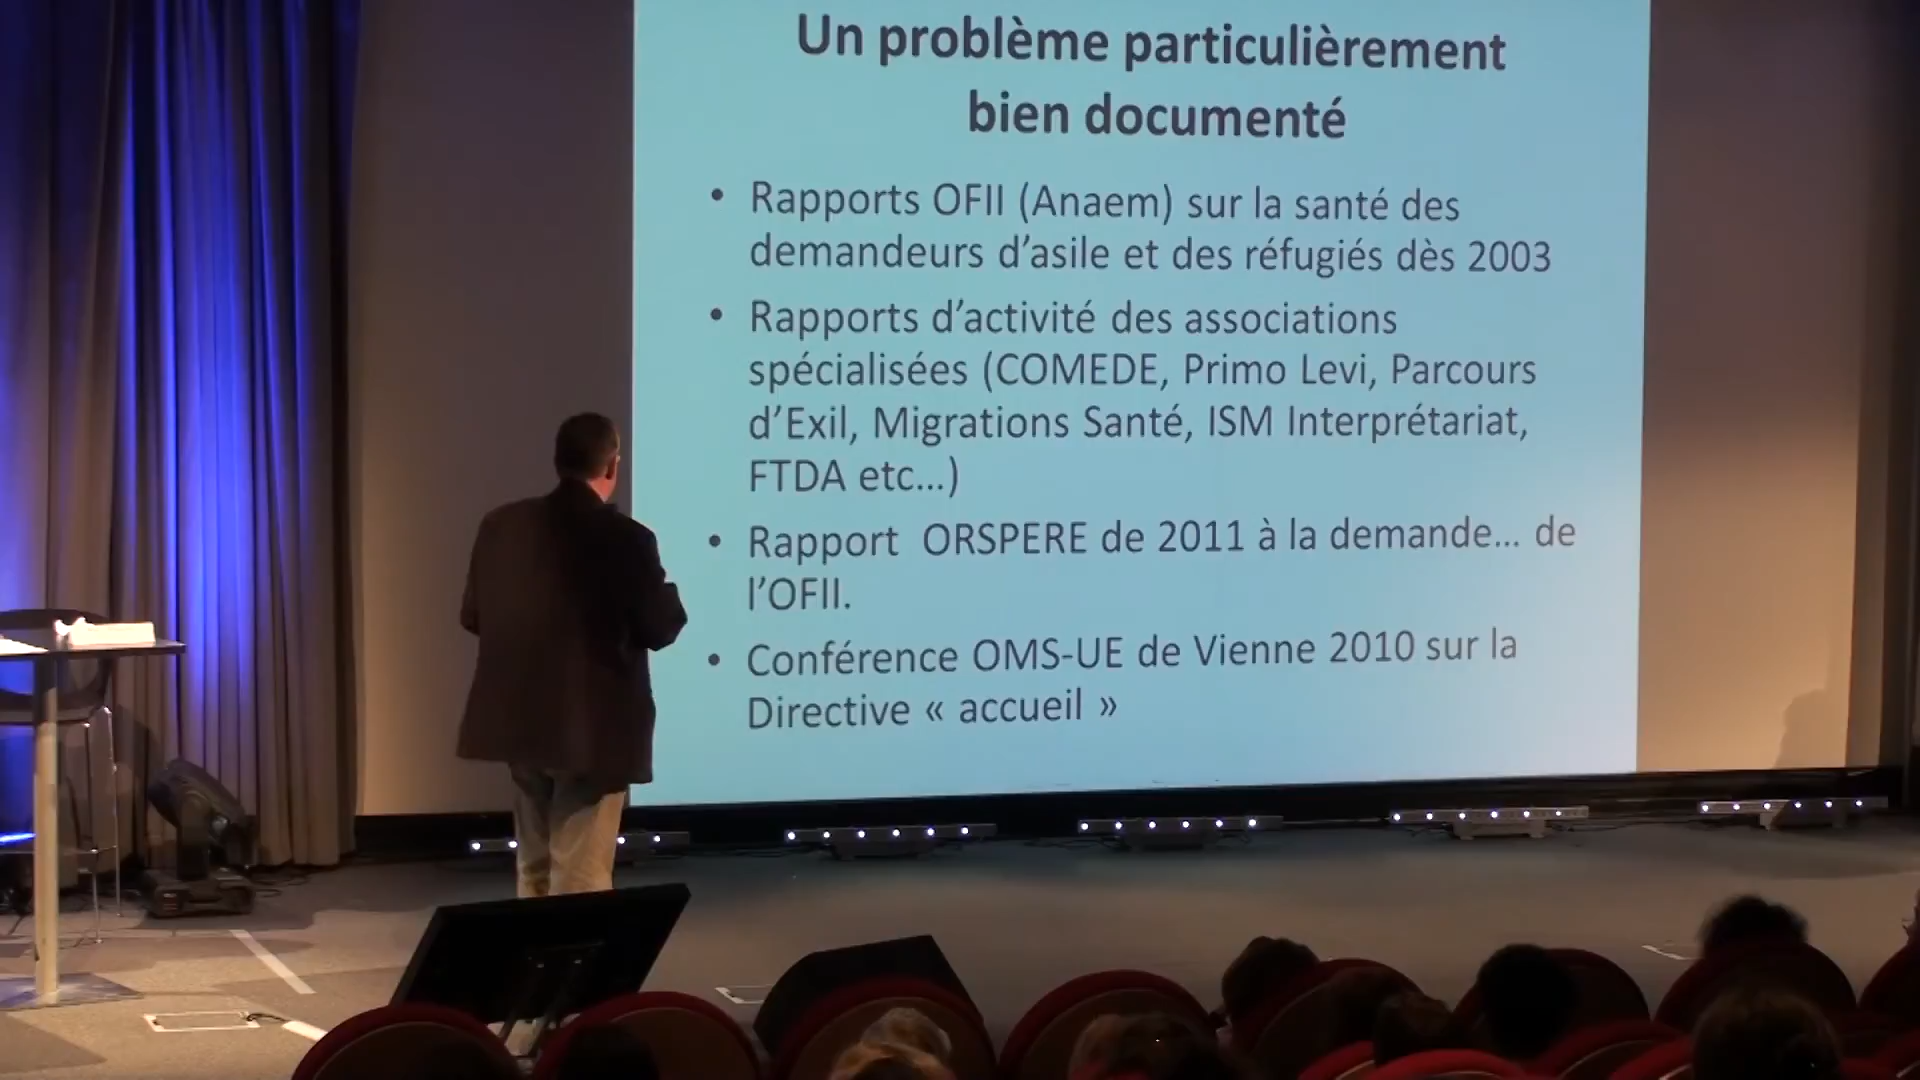 Un problème particulièrement
bien documenté
• Rapports OFII (Anaem) sur la santé des
demandeurs d’asile et des réfugiés dès 2003
• Rapports d’activité des associations
spécialisées (COMEDE, Primo Levi, Parcours
d’Exil, Migrations Santé, ISM Interprétariat,
FTDA etc…)
• Rapport ORSPERE de 2011 à la demande… de
l’OFII.
• Conférence OMS-UE de Vienne 2010 sur la
Directive « accueil »